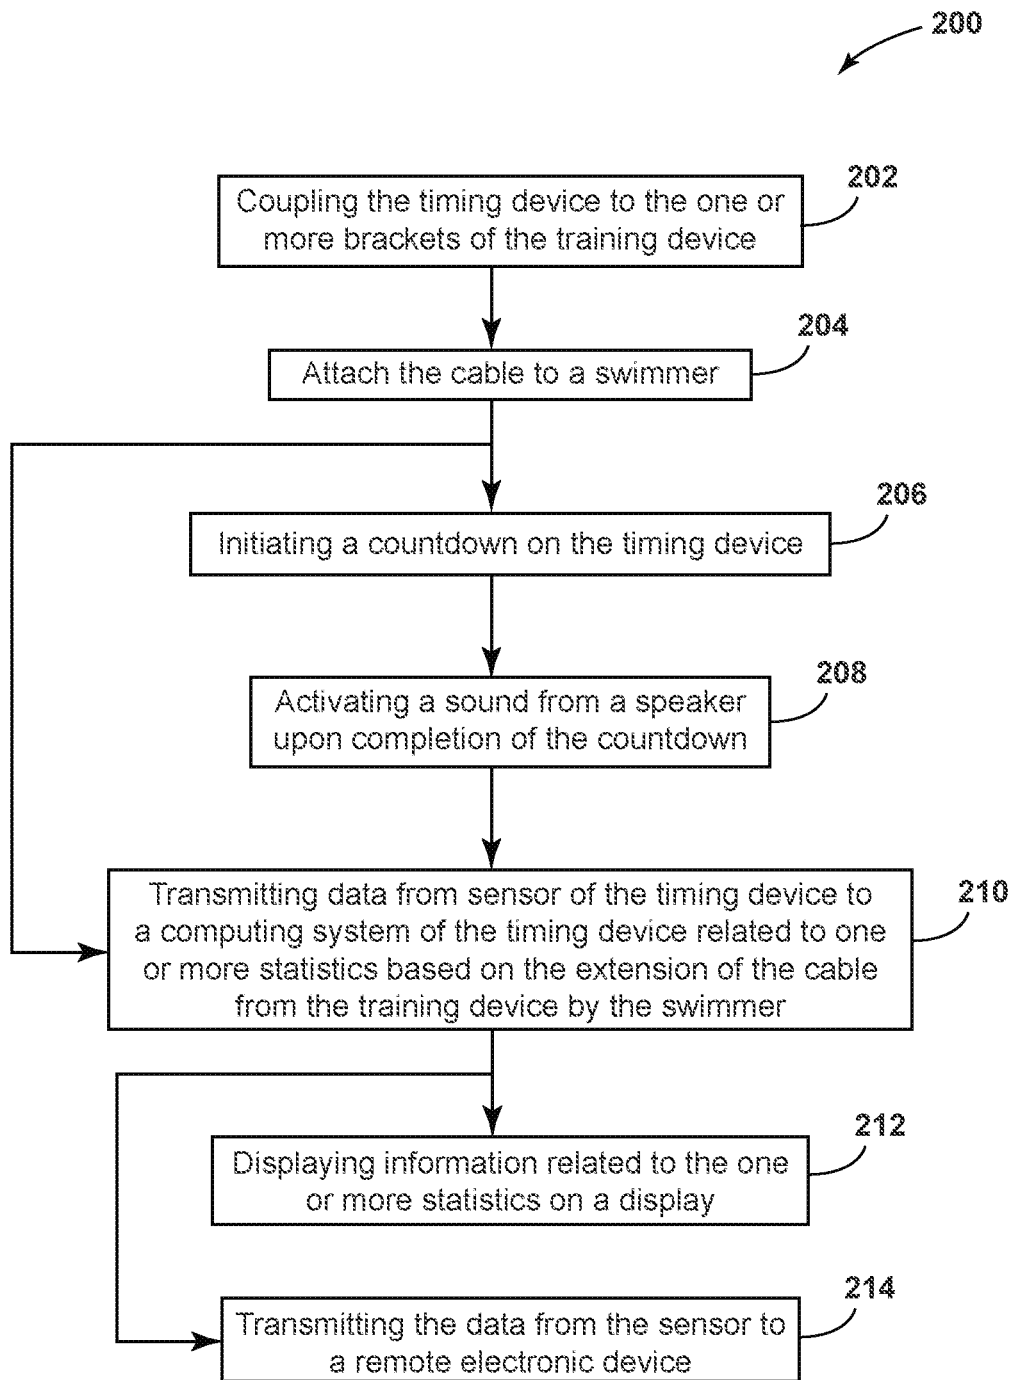 200
202
Coupling the timing device to the one or
more brackets of the training device
204
Attach the cable to a swimmer
206
Initiating a countdown on the timing device
208
Activating a sound from a speaker
upon completion of the countdown
210
Transmitting data from sensor of the timing device to
a computing system of the timing device related to one
or more statistics based on the extension of the cable
from the training device by the swimmer
212
Displaying information related to the one
or more statistics on a display
214
Transmitting the data from the sensor to
a remote electronic device